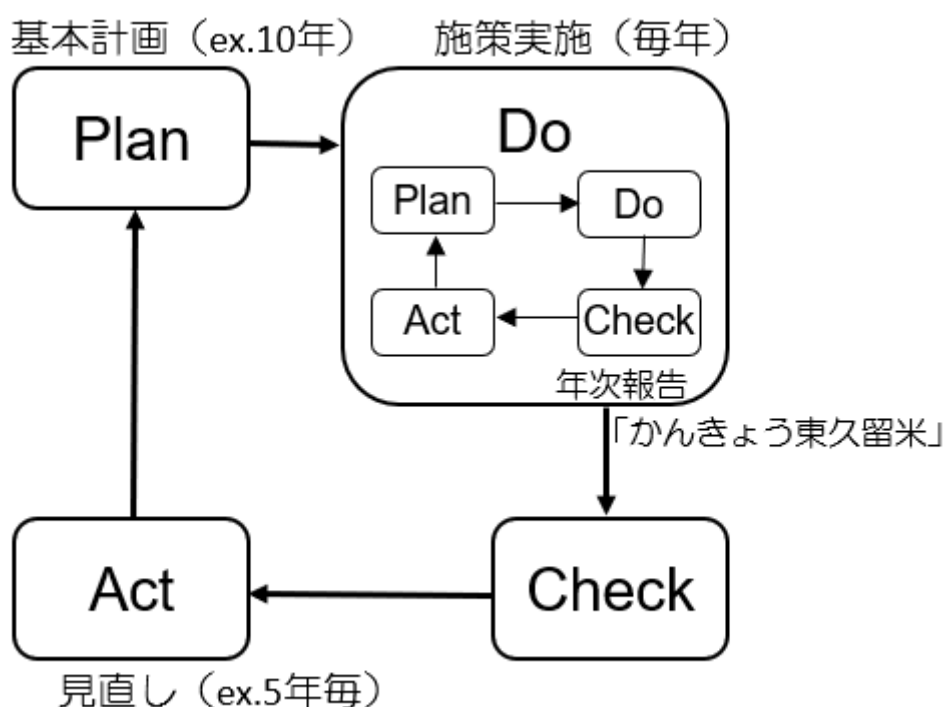 基本計画（ex.10年）
施策実施（毎年）
Plan
Do
Plan
Do
Act
Check
年次報告
「かんきょう東久留米」
Act
Check
見直し（ex.5年毎）